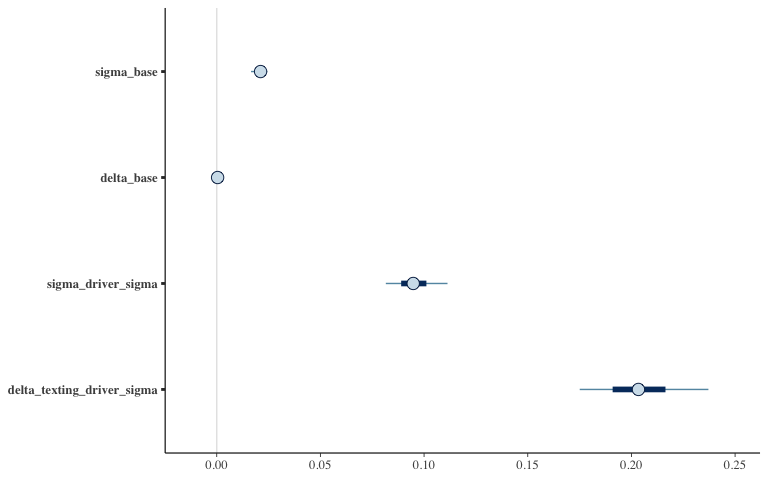 sigma_base
delta_base
sigma_driver_sigma
delta_texting_driver_sigma
0.00 0.05 0.10 0.15 0.20 0.25